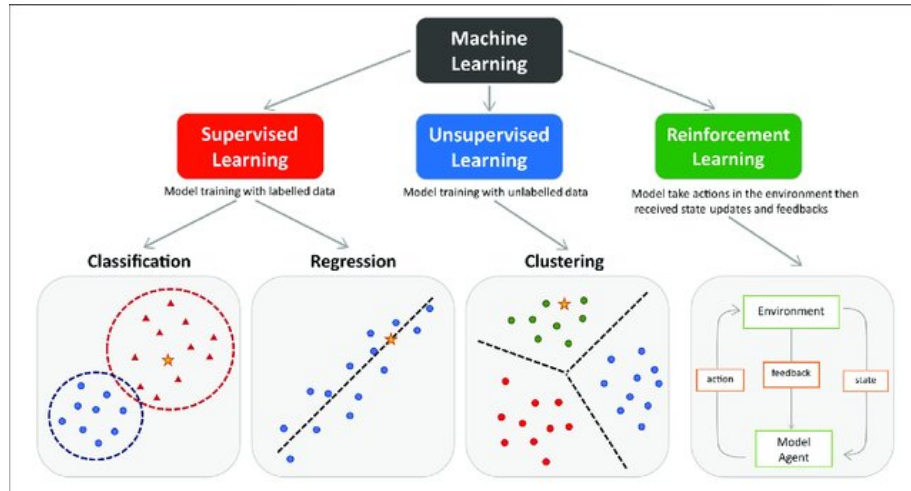 Machine
Learning
Supervised
Learning
Unsupervised
Learning
Reinforcement
Learning
Model training with labelled data
Model training with unlabelled data
Model take actions in the environment then
received state updates and feedbacks
Classification
Regression
Clustering
Environment
action
feedback
state
Model
Agent